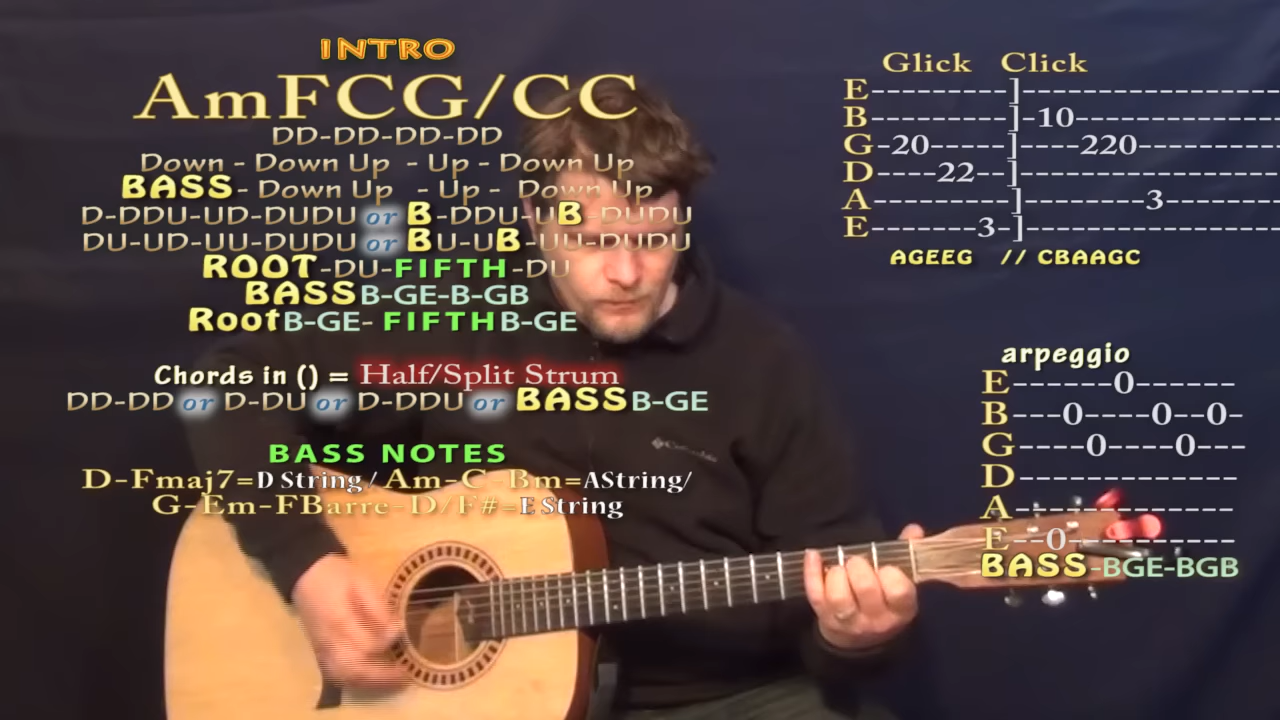 INTRO
AmFCG/CC
DD-DD-DD-DD
Down - Down Up - Up - Down Up
BASS - Down Up - Up - Down Up
D-DDU-UD-DUDU or B-DDU-UB-DUDU
DU-UD-UU-DUDU or BU-UB-UU-DUDU
ROOT-DU-FIFTH-DU
BASSB-GE-B-GB
RootB-GE- FIFTHB-GE
Chords in () = Half/Split Strum
DD-DD or D-DU or D-DDU or BASSB-GE
BASS NOTES
D-Fmaj7=D String/ Am-C-Bm=AString/
G-Em-FBarre-D/F#=E String
Glick Click
E---------]-----------------
B---------]-10--------------
G-20-----]----220----------
D----22--]-----------------
A---------]---------3-------
E-------3-]-----------------
AGEEG // CBAAGC
arpeggio
E------0------
B---0----0--0-
G----0----0---
D-------------
A-------------
E--0----------
BASS-BGE-BGB
Columbia